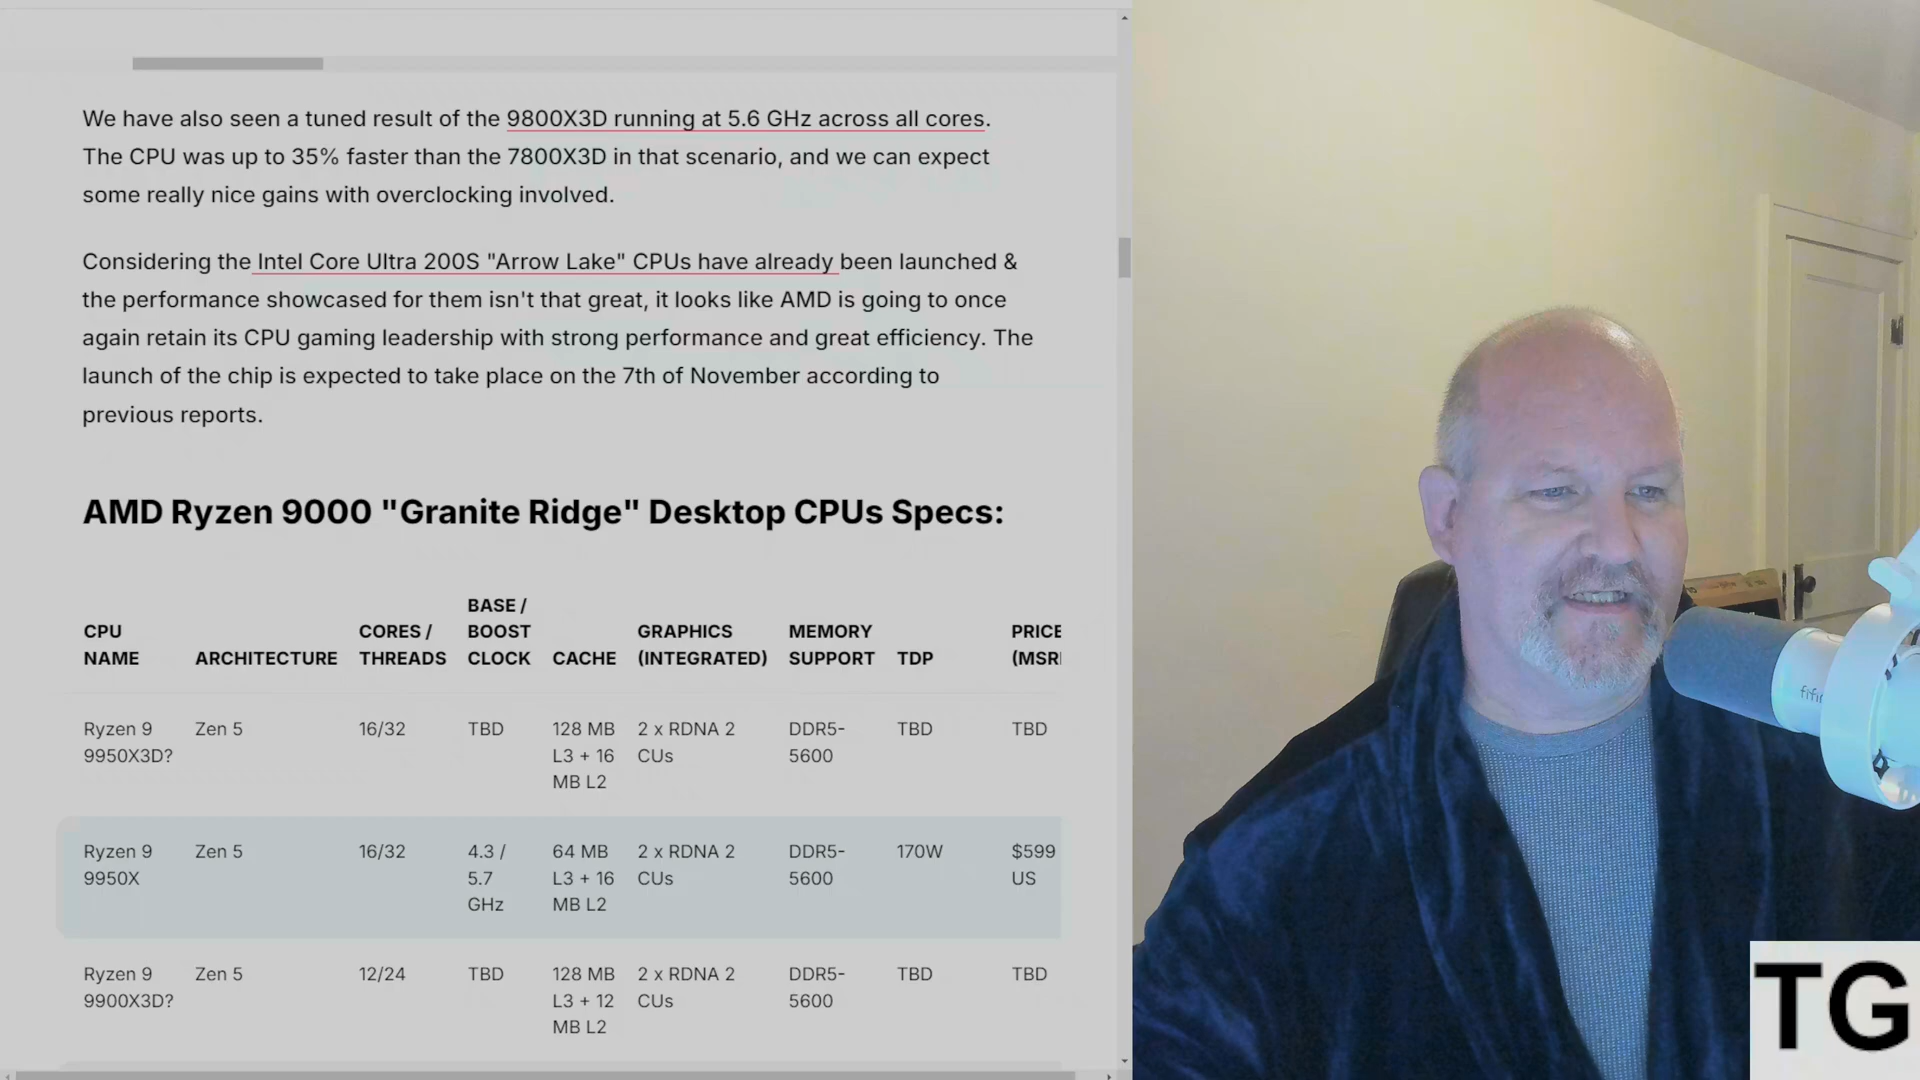 We have also seen a tuned result of the 9800X3D running at 5.6 GHz across all cores.
The CPU was up to 35% faster than the 7800X3D in that scenario, and we can expect
some really nice gains with overclocking involved.
Considering the Intel Core Ultra 200S "Arrow Lake" CPUs have already been launched &
the performance showcased for them isn't that great, it looks like AMD is going to once
again retain its CPU gaming leadership with strong performance and great efficiency. The
launch of the chip is expected to take place on the 7th of November according to
previous reports.
AMD Ryzen 9000 "Granite Ridge" Desktop CPUs Specs:
BASE /
CPU CORES / BOOST GRAPHICS MEMORY PRICE
NAME ARCHITECTURE THREADS CLOCK CACHE (INTEGRATED) SUPPORT TDP (MSR
Ryzen 9 Zen 5 16/32 TBD 128 MB 2 x RDNA 2 DDR5- TBD TBD
9950X3D? L3 + 16 CUs 5600
MB L2
Ryzen 9 Zen 5 16/32 4.3 / 64 MB 2 x RDNA 2 DDR5- 170W $599
9950X 5.7 L3 + 16 CUs 5600 US
GHz MB L2
Ryzen 9 Zen 5 12/24 TBD 128 MB 2 x RDNA 2 DDR5- TBD TBD
9900X3D? L3 + 12 CUs 5600
MB L2
TG